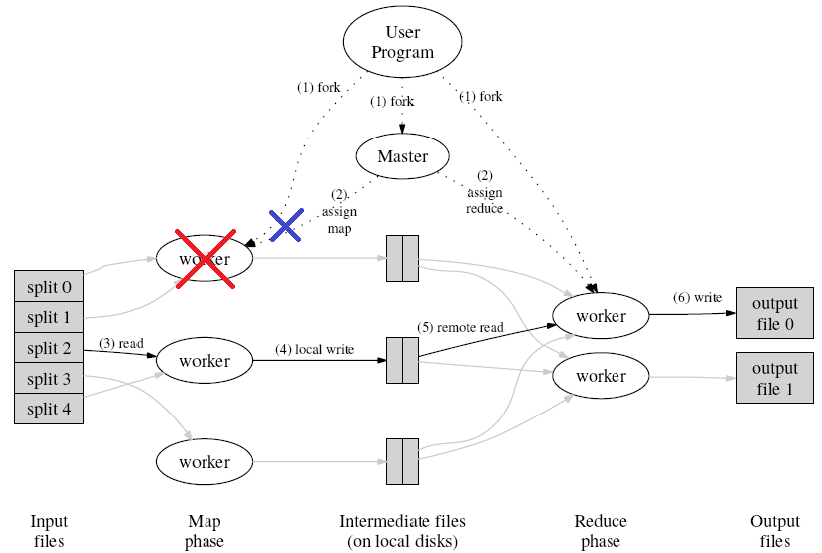 User
Program
(1) fork
(1) fork
(1) fork
Master
(2)
assign
map
(2)
assign
reduce
worker
split 0
split 1
split 2
split 3
split 4
(3) read
worker
(4) local write
(5) remote read
worker
(6) write
output
file 0
worker
output
file 1
worker
Input
files
Map
phase
Intermediate files
(on local disks)
Reduce
phase
Output
files